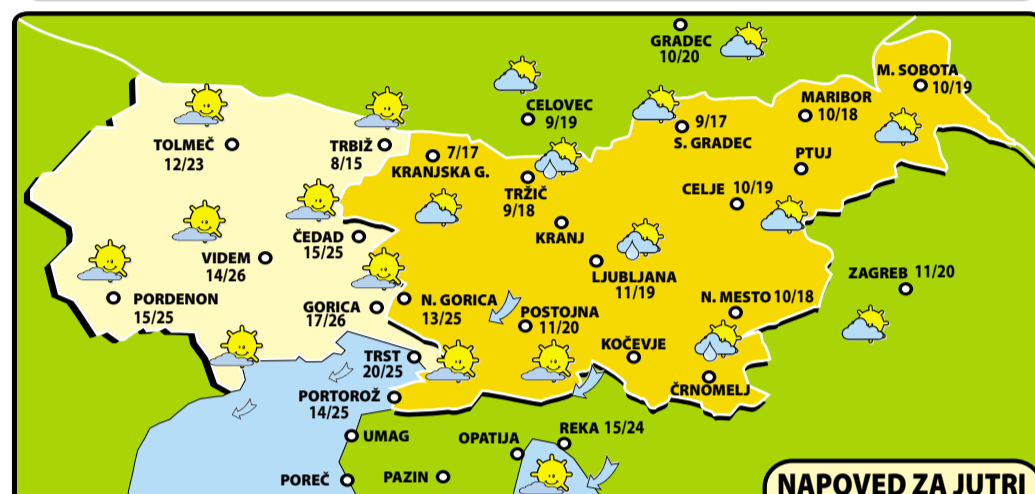 GRADEC
10/20
M. SOBOTA
10/19
CELOVEC
9/19
MARIBOR
10/18
9/17
S. GRADEC
TOLMEČ
12/23
TRBIŽ
8/15
7/17
KRANJSKA G.
PTUJ
TRŽIČ
9/18
CELJE 10/19
ČEDAD
15/25
KRANJ
VIDEM
14/26
LJUBLJANA
11/19
ZAGREB 11/20
PORDENON
15/25
GORICA
17/26
N. GORICA
13/25
POSTOJNA
11/20
N. MESTO 10/18
KOČEVJE
TRST
20/25
ČRNOMELJ
PORTOROŽ
14/25
UMAG
OPATIJA
REKA 15/24
POREČ
PAZIN
NAPOVED ZA JUTRI